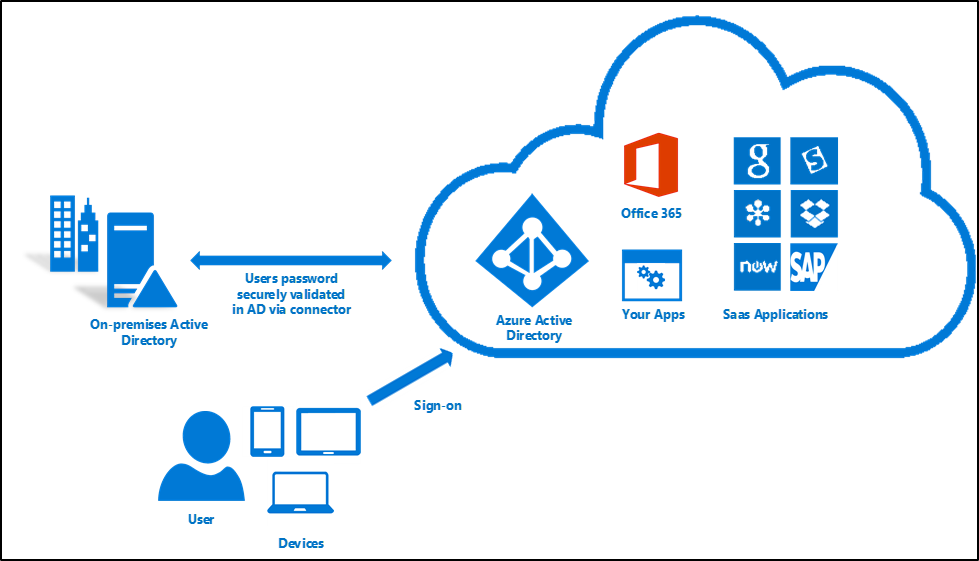 Office 365
g
S
now
SAP
Users password
securely validated
in AD via connector
Azure Active
Directory
Your Apps
Saas Applications
On-premises Active
Directory
Sign-on
User
Devices